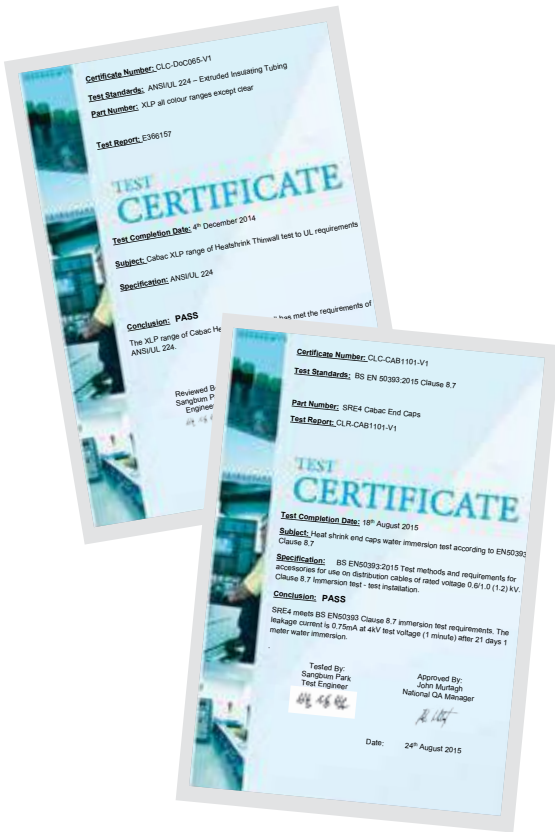 Certificate Number: CLC-DoC065-V1
Test Standards: ANSI/UL 224 – Extruded Insulating Tubing
Part Number: XLP all colour ranges except clear
Test Report: E366157
TEST
CERTIFICATE
Test Completion Date: 4th December 2014
Subject: Cabac XLP range of Heatshrink Thinwall test to UL requirements
Specification: ANSI/UL 224
Conclusion: PASS
The XLP range of Cabac He has met the requirements of
ANSI/UL 224.
Reviewed B
Sangbum P
Enginee
Certificate Number: CLC-CAB1101-V1
Test Standards: BS EN 50393:2015 Clause 8.7
Part Number: SRE4 Cabac End Caps
Test Report: CLR-CAB1101-V1
TEST
CERTIFICATE
Test Completion Date: 18th August 2015
Subject: Heat shrink end caps water immersion test according to EN50393
Clause 8.7
Specification: BS EN50393:2015 Test methods and requirements for
accessories for use on distribution cables of rated voltage 0.6/1.0 (1.2) kV.
Clause 8.7 Immersion test - test installation.
Conclusion: PASS
SRE4 meets BS EN50393 Clause 8.7 immersion test requirements. The
leakage current is 0.75mA at 4kV test voltage (1 minute) after 21 days 1
meter water immersion.
Tested By:
Sangbum Park
Test Engineer
Approved By:
John Murtagh
National QA Manager
Date: 24th August 2015